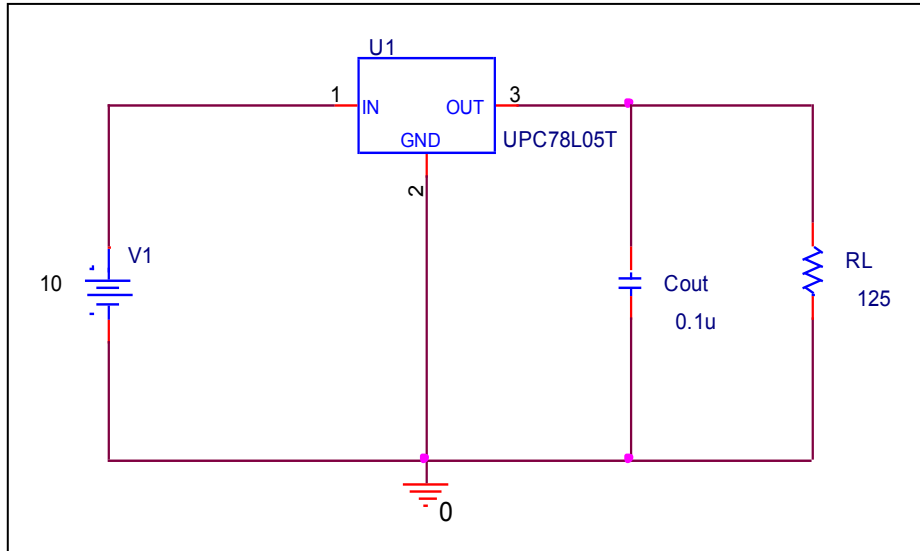 U1
1
IN
OUT
3
GND
UPC78L05T
2
V1
10
RL
125
Cout
0.1u
0